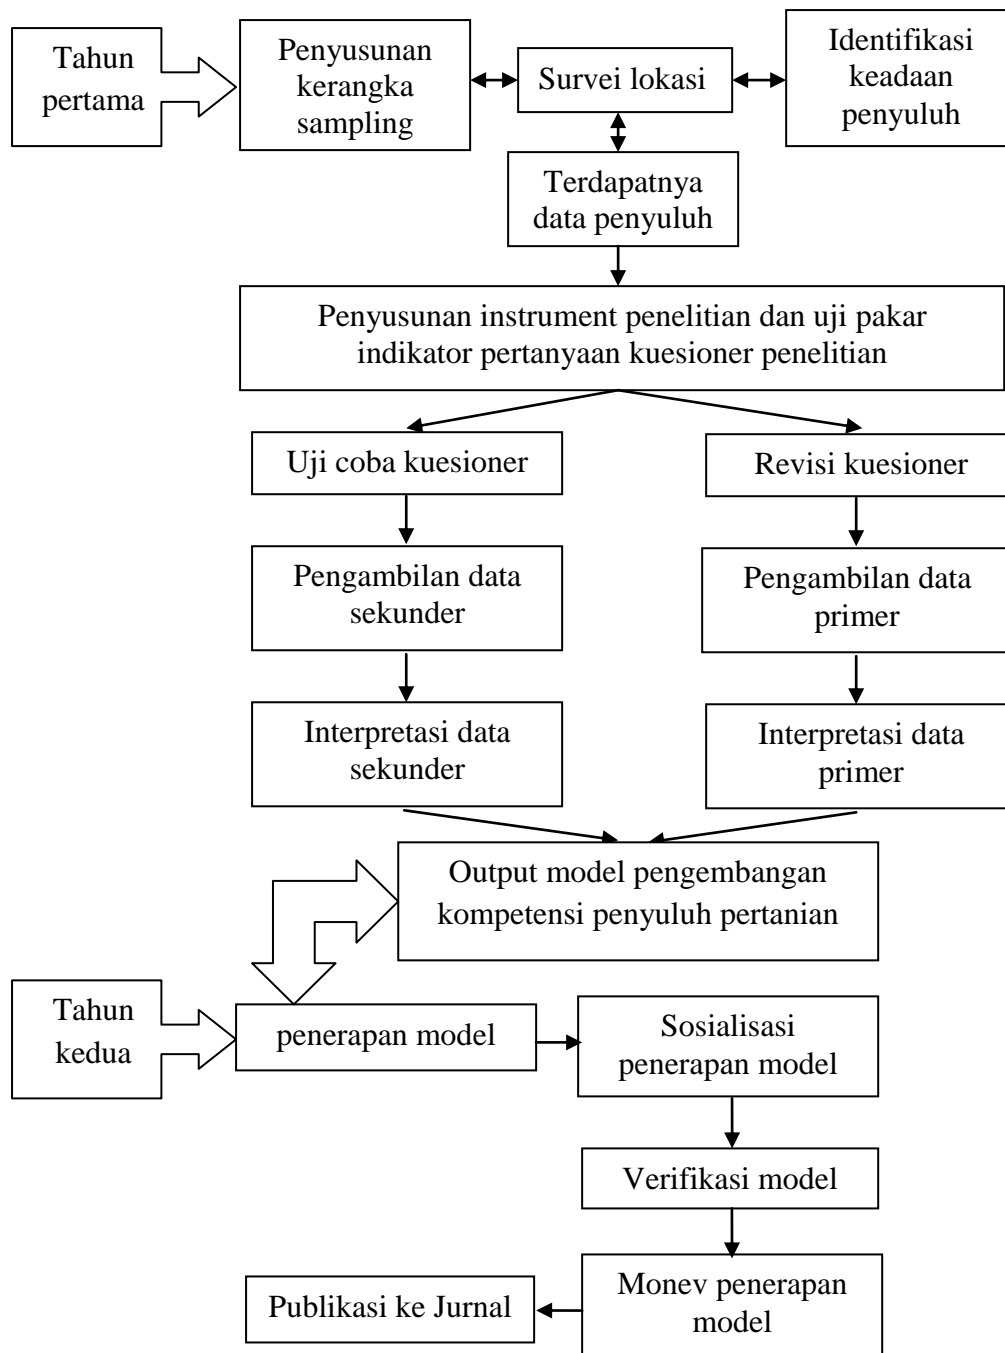 Tahun
pertama
Penyusunan
kerangka
sampling
Survei lokasi
Identifikasi
keadaan
penyuluh
Terdapatnya
data penyuluh
Penyusunan instrument penelitian dan uji pakar
indikator pertanyaan kuesioner penelitian
Uji coba kuesioner
Revisi kuesioner
Pengambilan data
sekunder
Pengambilan data
primer
Interpretasi data
sekunder
Interpretasi data
primer
Output model pengembangan
kompetensi penyuluh pertanian
Tahun
kedua
penerapan model
Sosialisasi
penerapan model
Verifikasi model
Monev penerapan
model
Publikasi ke Jurnal